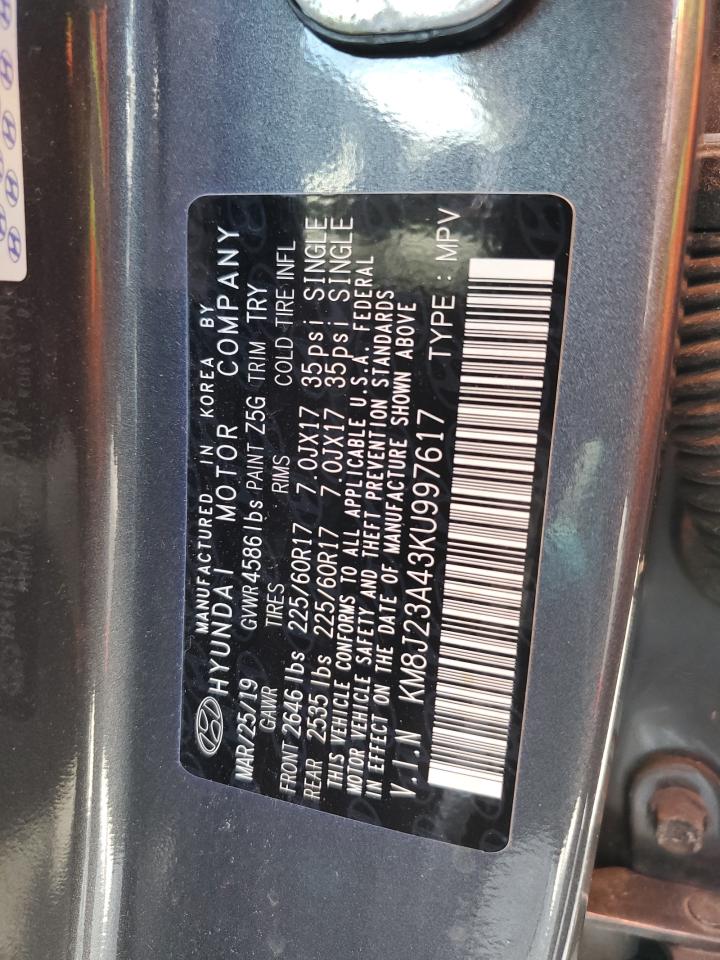 MANUFACTURED IN KOREA BY
HYUNDAI MOTOR COMPANY
MAR/25/19 GVWR 4586 lbs PAINT Z5G TRIM TRY
GAWR TIRES RIMS COLD TIRE INFL
FRONT 2646 lbs 225/60R17 7.0JX17 35psi SINGLE
REAR 2535 lbs 225/60R17 7.0JX17 35psi SINGLE
THIS VEHICLE CONFORMS TO ALL APPLICABLE U.S.A. FEDERAL
MOTOR VEHICLE SAFETY AND THEFT PREVENTION STANDARDS
IN EFFECT ON THE DATE OF MANUFACTURE SHOWN ABOVE
V.I.N KM8J23A43KU997617 TYPE : MPV